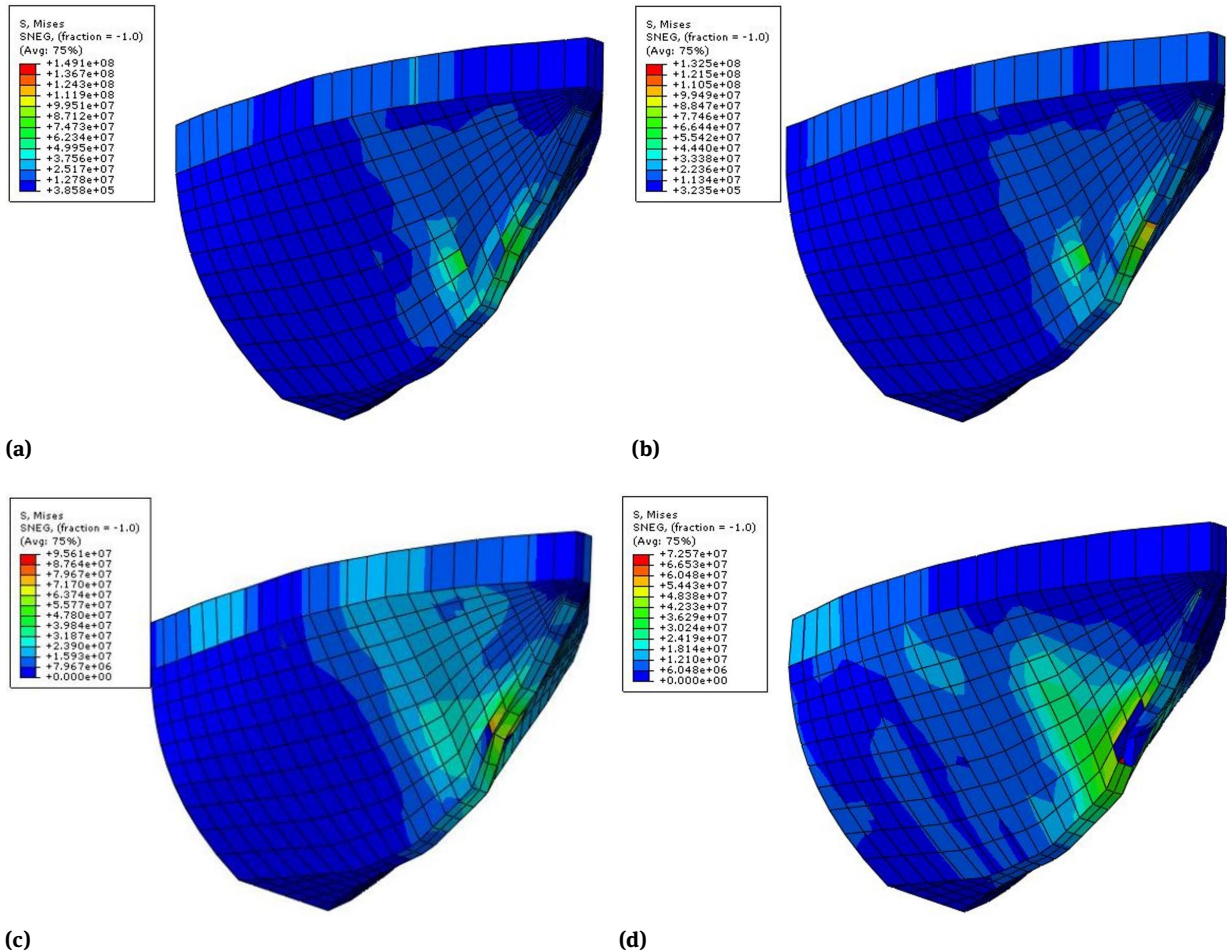 S, Mises
SNEG, (fraction = -1.0)
(Avg: 75%)
+1.491e+08
+1.367e+08
+1.243e+08
+1.119e+08
+9.951e+07
+8.712e+07
+7.473e+07
+6.234e+07
+4.995e+07
+3.756e+07
+2.517e+07
+1.278e+07
+3.858e+05
(a)
S, Mises
SNEG, (fraction = -1.0)
(Avg: 75%)
+1.325e+08
+1.215e+08
+1.105e+08
+9.949e+07
+8.847e+07
+7.746e+07
+6.644e+07
+5.542e+07
+4.440e+07
+3.338e+07
+2.236e+07
+1.134e+07
+3.235e+05
(b)
S, Mises
SNEG, (fraction = -1.0)
(Avg: 75%)
+9.561e+07
+8.764e+07
+7.967e+07
+7.170e+07
+6.374e+07
+5.577e+07
+4.780e+07
+3.984e+07
+3.187e+07
+2.390e+07
+1.593e+07
+7.967e+06
+0.000e+00
(c)
S, Mises
SNEG, (fraction = -1.0)
(Avg: 75%)
+7.257e+07
+6.653e+07
+6.048e+07
+5.443e+07
+4.838e+07
+4.233e+07
+3.629e+07
+3.024e+07
+2.419e+07
+1.814e+07
+1.210e+07
+6.048e+06
+0.000e+00
(d)